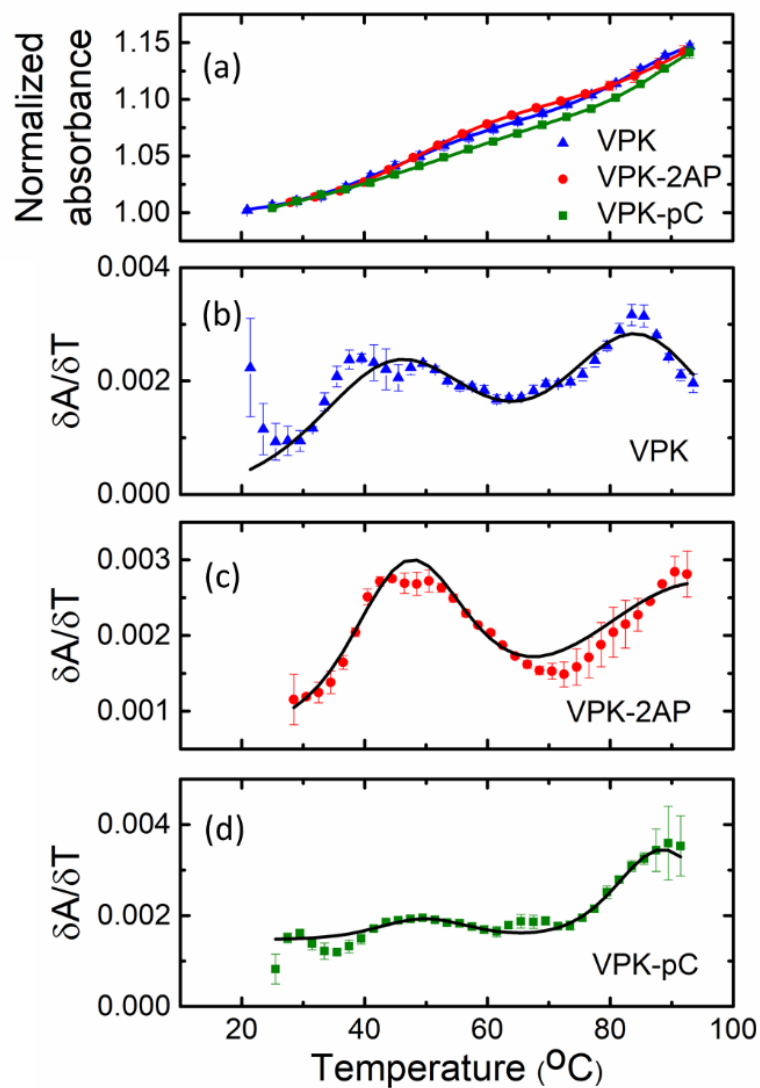 Normalized
absorbance
1.15
1.10
1.05
1.00
(a)
VPK
VPK-2AP
VPK-pC
δA/δT
0.004
0.002
0.000
(b)
VPK
δA/δT
0.003
0.002
0.001
(c)
VPK-2AP
δA/δT
0.004
0.002
0.000
(d)
VPK-pC
20 40 60 80 100
Temperature (ºC)